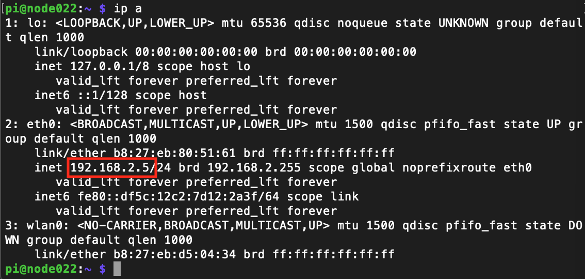 pi@node022:~ $ ip a
1: lo: <LOOPBACK,UP,LOWER_UP> mtu 65536 qdisc noqueue state UNKNOWN group defaul
t qlen 1000
    link/loopback 00:00:00:00:00:00 brd 00:00:00:00:00:00
    inet 127.0.0.1/8 scope host lo
       valid_lft forever preferred_lft forever
    inet6 ::1/128 scope host
       valid_lft forever preferred_lft forever
2: eth0: <BROADCAST,MULTICAST,UP,LOWER_UP> mtu 1500 qdisc pfifo_fast state UP gr
oup default qlen 1000
    link/ether b8:27:eb:80:51:61 brd ff:ff:ff:ff:ff:ff
    inet 192.168.2.5/24 brd 192.168.2.255 scope global noprefixroute eth0
       valid_lft forever preferred_lft forever
    inet6 fe80::df5c:12c2:7d12:2a3f/64 scope link
       valid_lft forever preferred_lft forever
3: wlan0: <NO-CARRIER,BROADCAST,MULTICAST,UP> mtu 1500 qdisc pfifo_fast state DO
WN group default qlen 1000
    link/ether b8:27:eb:d5:04:34 brd ff:ff:ff:ff:ff:ff
pi@node022:~ $